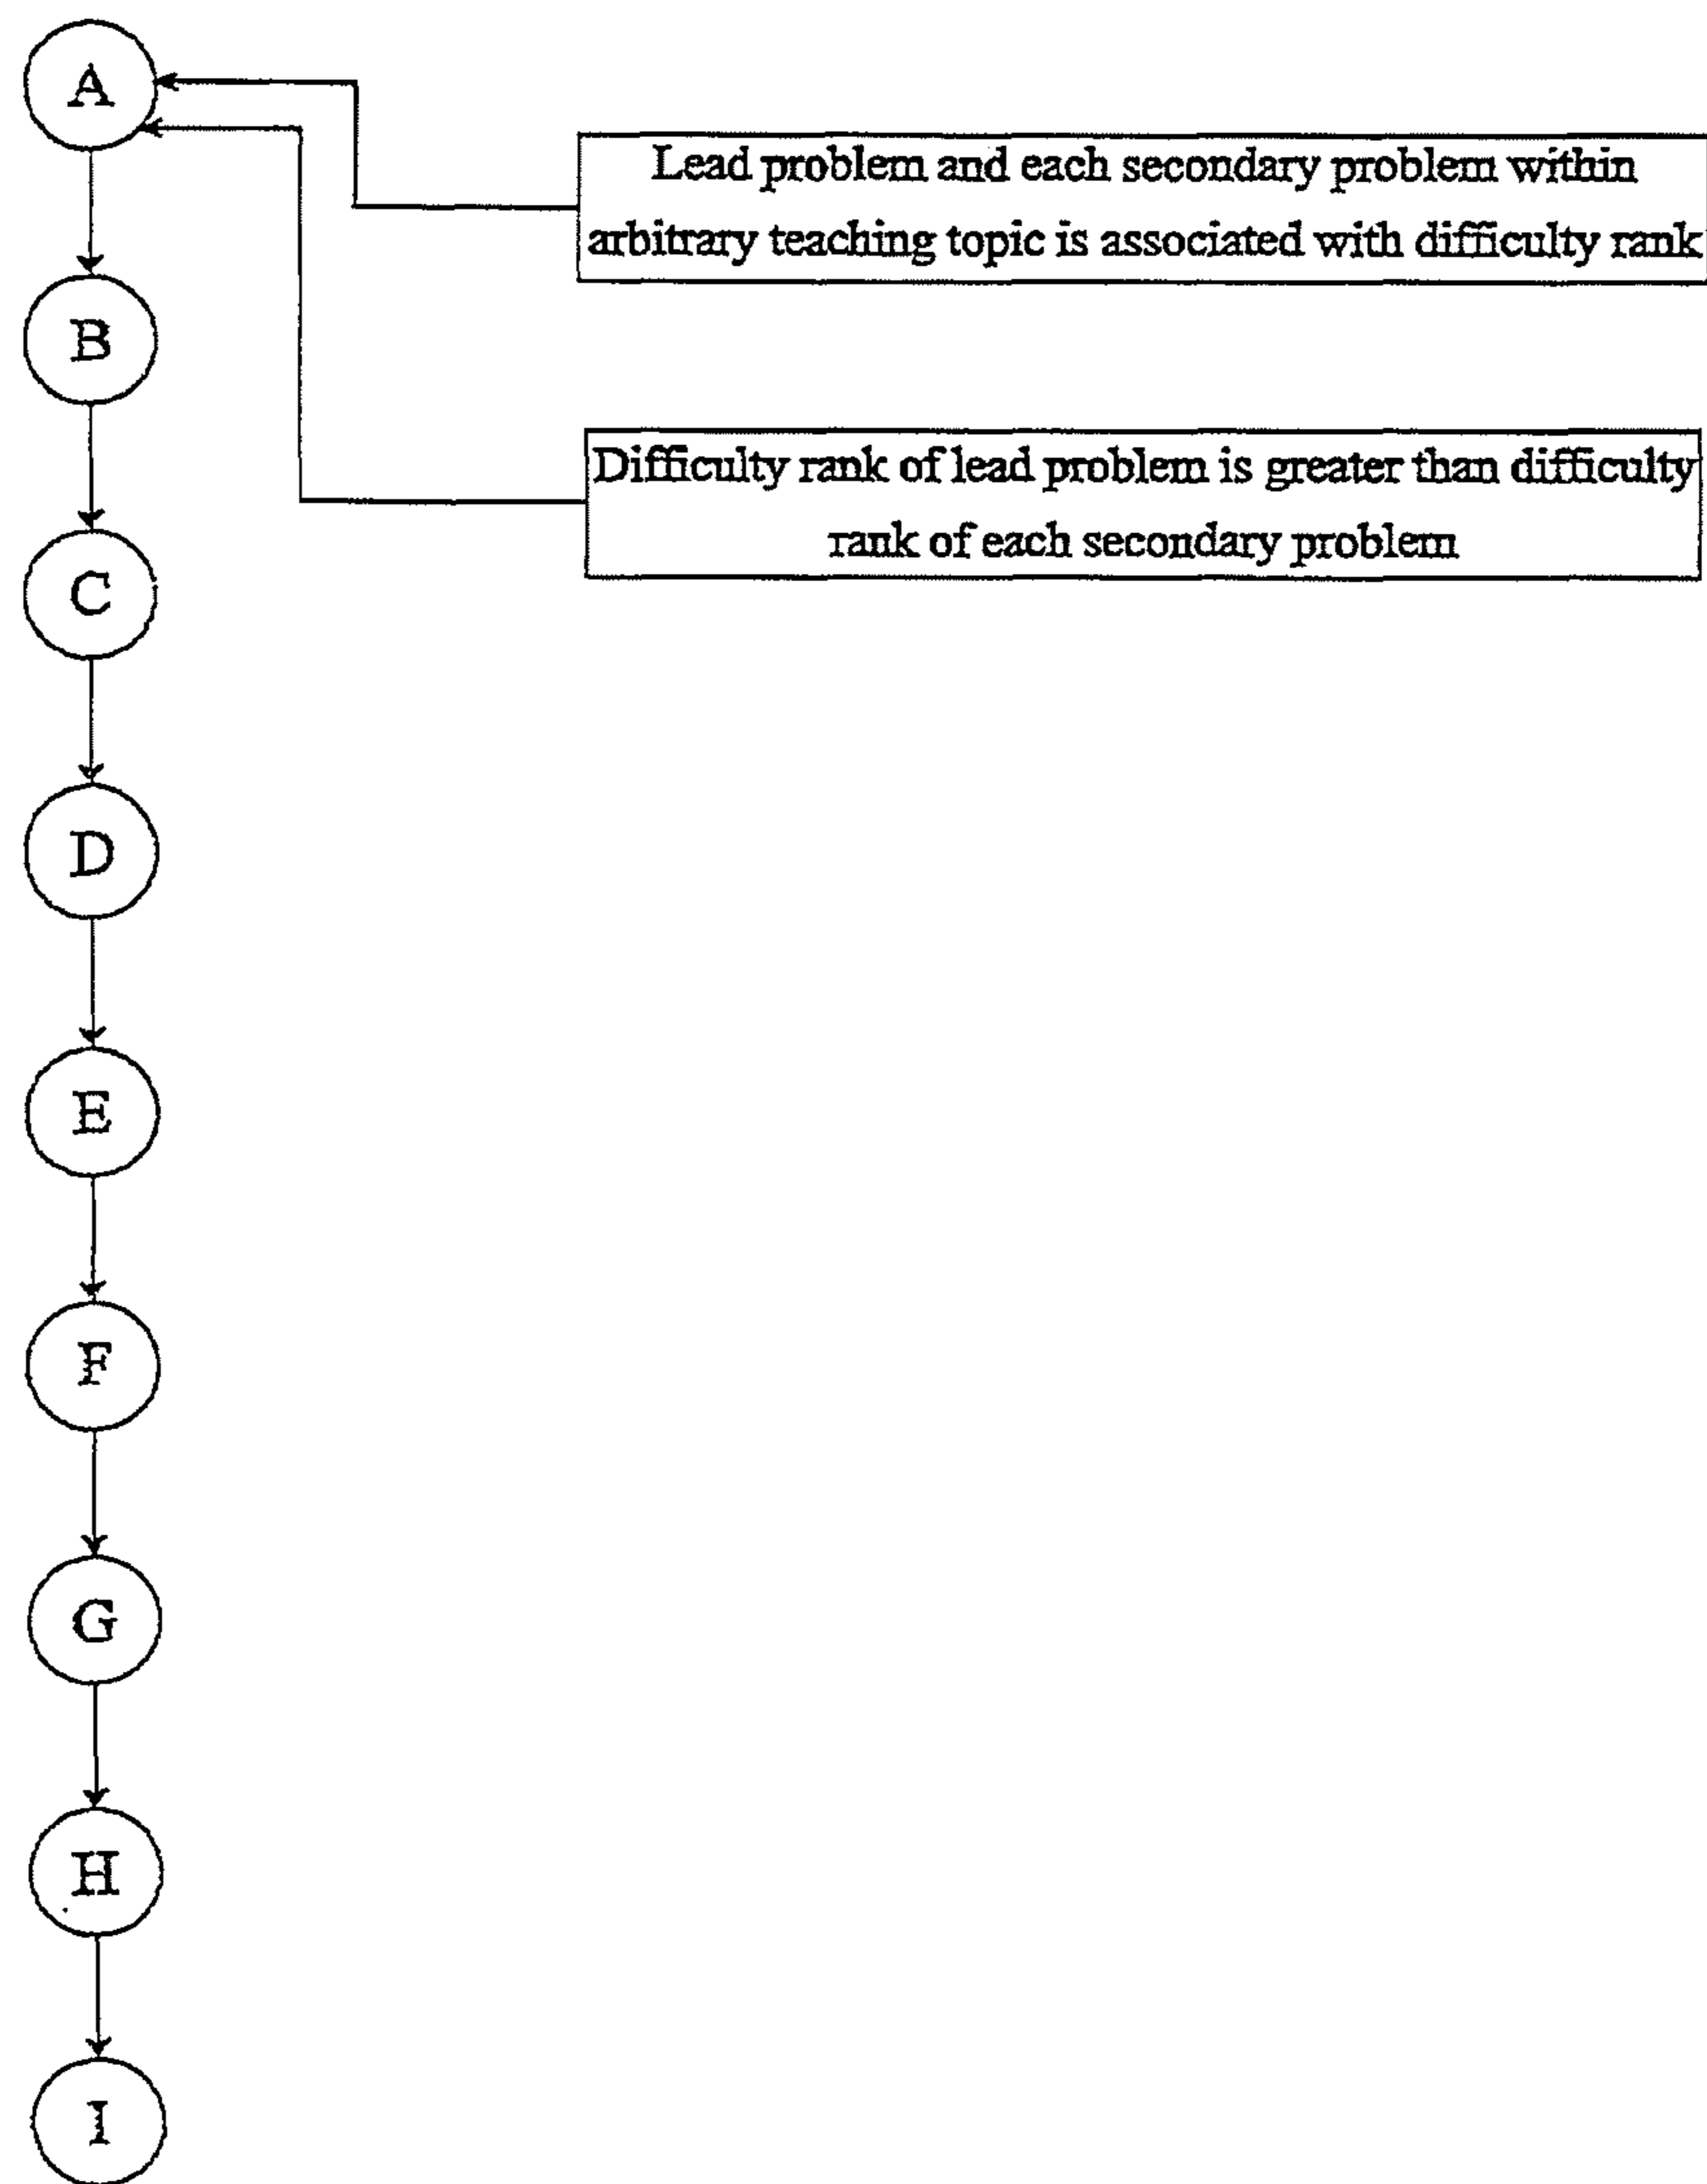 A
Lead problem and each secondary problem within
arbitrary teaching topic is associated with difficulty rank
B
Difficulty rank of lead problem is greater than difficulty
rank of each secondary problem
C
D
E
F
G
H
I